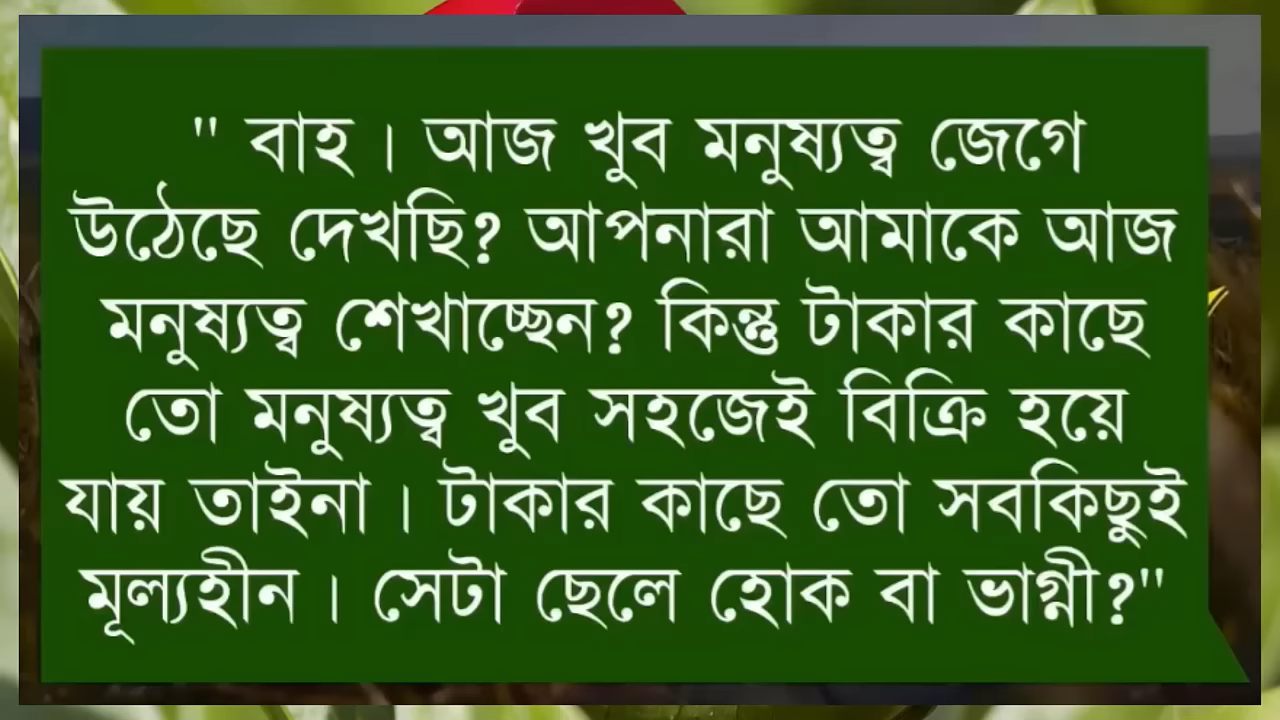 " বাহ । আজ খুব মনুষ্যত্ব জেগে
উঠেছে দেখছি? আপনারা আমাকে আজ
মনুষ্যত্ব শেখাচ্ছেন? কিন্তু টাকার কাছে
তো মনুষ্যত্ব খুব সহজেই বিক্রি হয়ে
যায় তাইনা । টাকার কাছে তো সবকিছুই
মূল্যহীন । সেটা ছেলে হোক বা ভাগ্নী?"